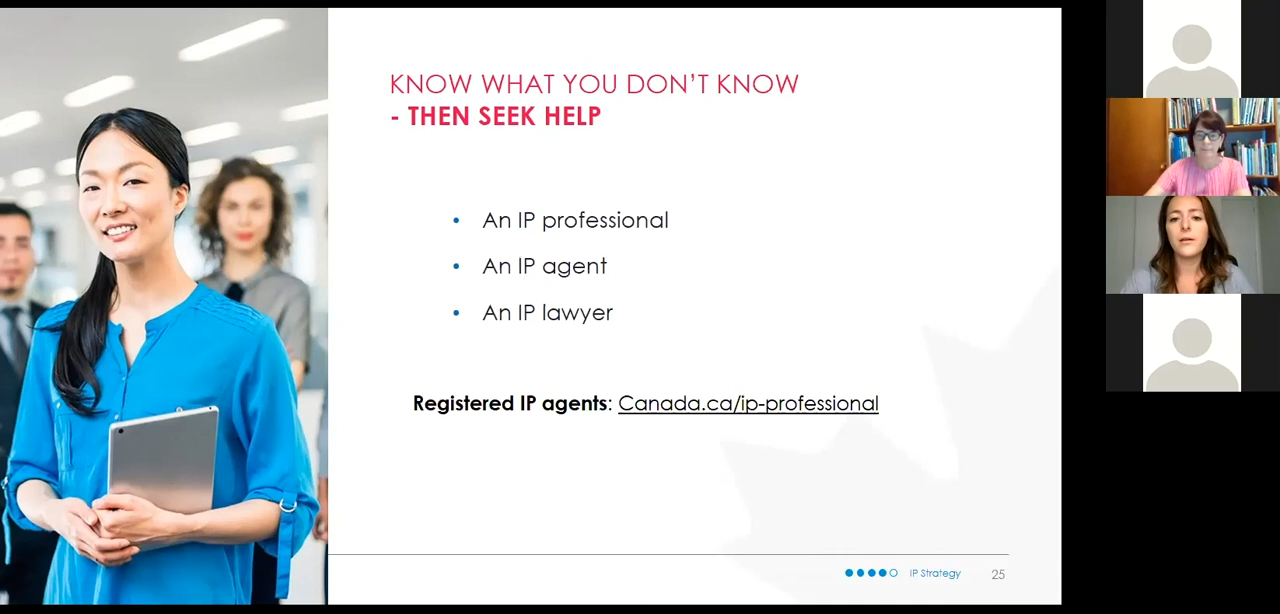 KNOW WHAT YOU DON'T KNOW
- THEN SEEK HELP
• An IP professional
• An IP agent
• An IP lawyer
Registered IP agents: Canada.ca/ip-professional
IP Strategy 25